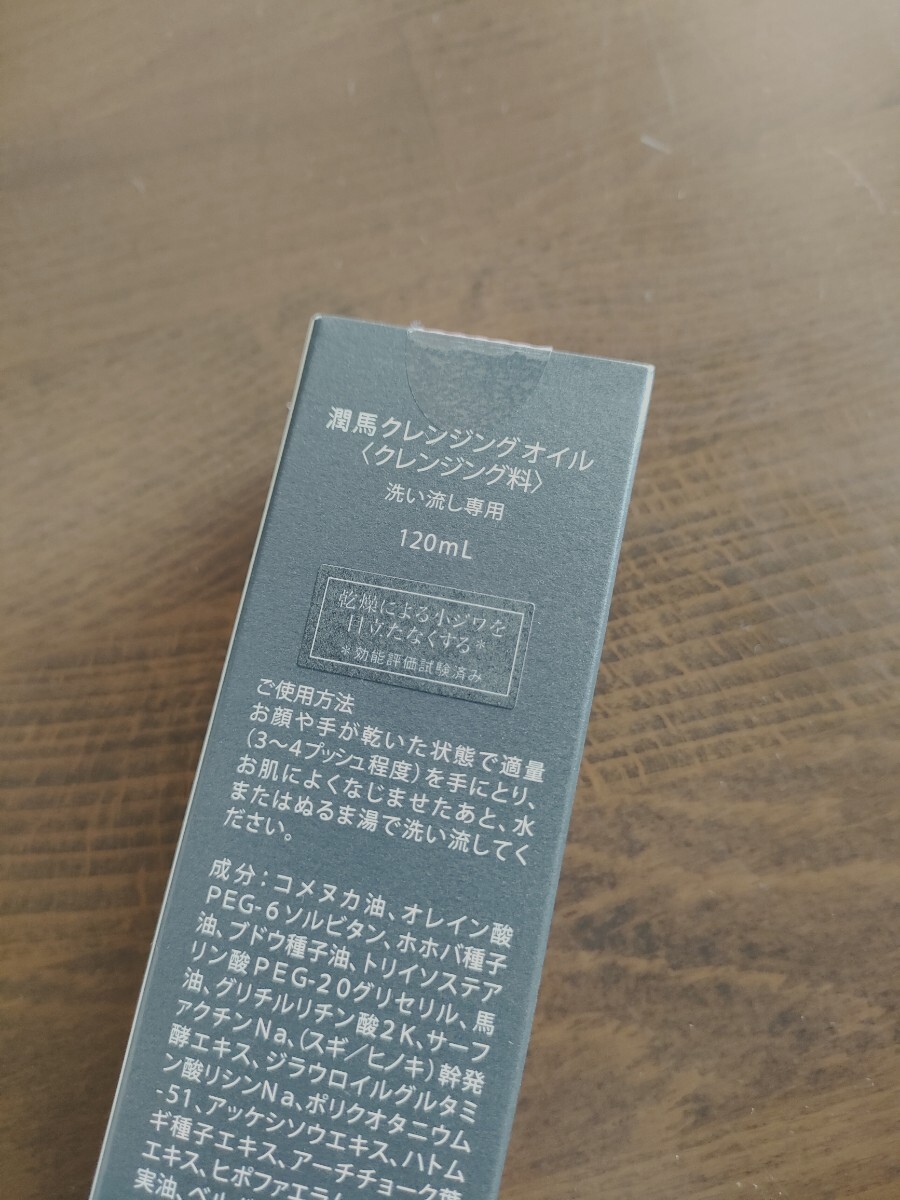 潤馬クレンジングオイル
〈クレンジング料〉
洗い流し専用
120mL
乾燥による小ジワを
目立たなくする*
*効能評価試験済み
ご使用方法
お顔や手が乾いた状態で適量
(3〜4プッシュ程度)を手にとり、
お肌によくなじませたあと、水
またはぬるま湯で洗い流してく
ださい。
成分:コメヌカ油、オレイン酸
PEG-6ソルビタン、ホホバ種子
油、ブドウ種子油、トリイソステア
リン酸PEG-20グリセリル、馬
油、グリチルリチン酸2K、サーフ
ァクチンNa、(スギ/ヒノキ)幹発
酵エキス、ジラウロイルグルタミ
ン酸リシンNa、ポリクオタニウム
-51、アッケシソウエキス、ハトム
ギ種子エキス、アーチチョーク葉
エキス、ヒポファエラム
実油、ベル